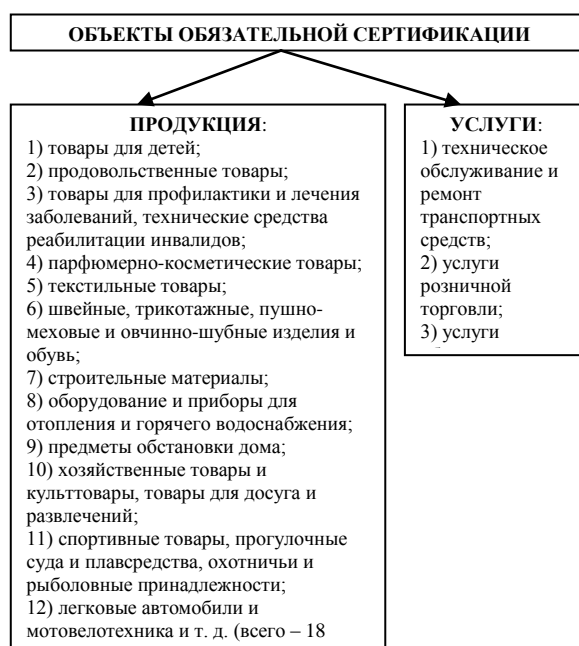 ОБЪЕКТЫ ОБЯЗАТЕЛЬНОЙ СЕРТИФИКАЦИИ
ПРОДУКЦИЯ:
1) товары для детей;
2) продовольственные товары;
3) товары для профилактики и лечения
заболеваний, технические средства
реабилитации инвалидов;
4) парфюмерно-косметические товары;
5) текстильные товары;
6) швейные, трикотажные, пушно-
меховые и овчинно-шубные изделия и
обувь;
7) строительные материалы;
8) оборудование и приборы для
отопления и горячего водоснабжения;
9) предметы обстановки дома;
10) хозяйственные товары и
культтовары, товары для досуга и
развлечений;
11) спортивные товары, прогулочные
суда и плавсредства, охотничьи и
рыболовные принадлежности;
12) легковые автомобили и
мотовелотехника и т. д. (всего – 18
УСЛУГИ:
1) техническое
обслуживание и
ремонт
транспортных
средств;
2) услуги
розничной
торговли;
3) услуги